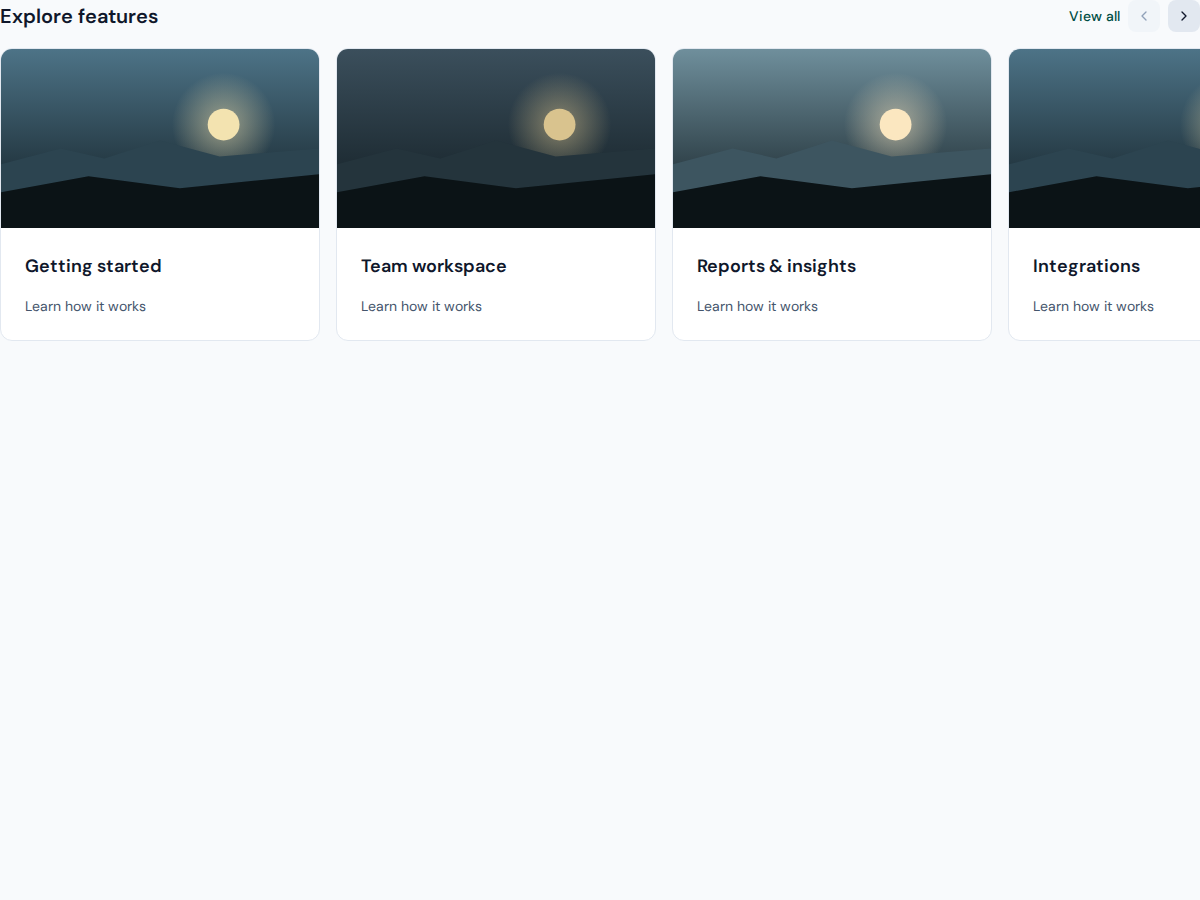 Explore features
View all
Getting started
Learn how it works
Team workspace
Learn how it works
Reports & insights
Learn how it works
Integrations
Learn how it works